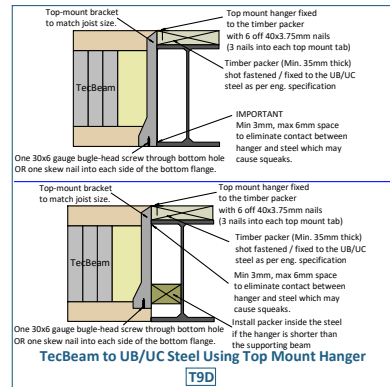 Top-mount bracket
to match joist size.
Top mount hanger fixed
to the timber packer
with 6 off 40x3.75mm nails
(3 nails into each top mount tab)
Timber packer (Min. 35mm thick)
shot fastened / fixed to the UB/UC
steel as per eng. specification
TecBeam
IMPORTANT
Min 3mm, max 6mm space
to eliminate contact between
hanger and steel which may
cause squeaks.
One 30x6 gauge bugle-head screw through bottom hole
OR one skew nail into each side of the bottom flange.
Top-mount bracket
to match joist size.
Top mount hanger fixed
to the timber packer
with 6 off 40x3.75mm nails
(3 nails into each top mount tab)
Timber packer (Min. 35mm thick)
shot fastened / fixed to the UB/UC
steel as per eng. specification
TecBeam
Min 3mm, max 6mm space
to eliminate contact between
hanger and steel which may
cause squeaks.
Install packer inside the steel
if the hanger is shorter than
the supporting beam
One 30x6 gauge bugle-head screw through bottom hole
OR one skew nail into each side of the bottom flange.
TecBeam to UB/UC Steel Using Top Mount Hanger
T9D